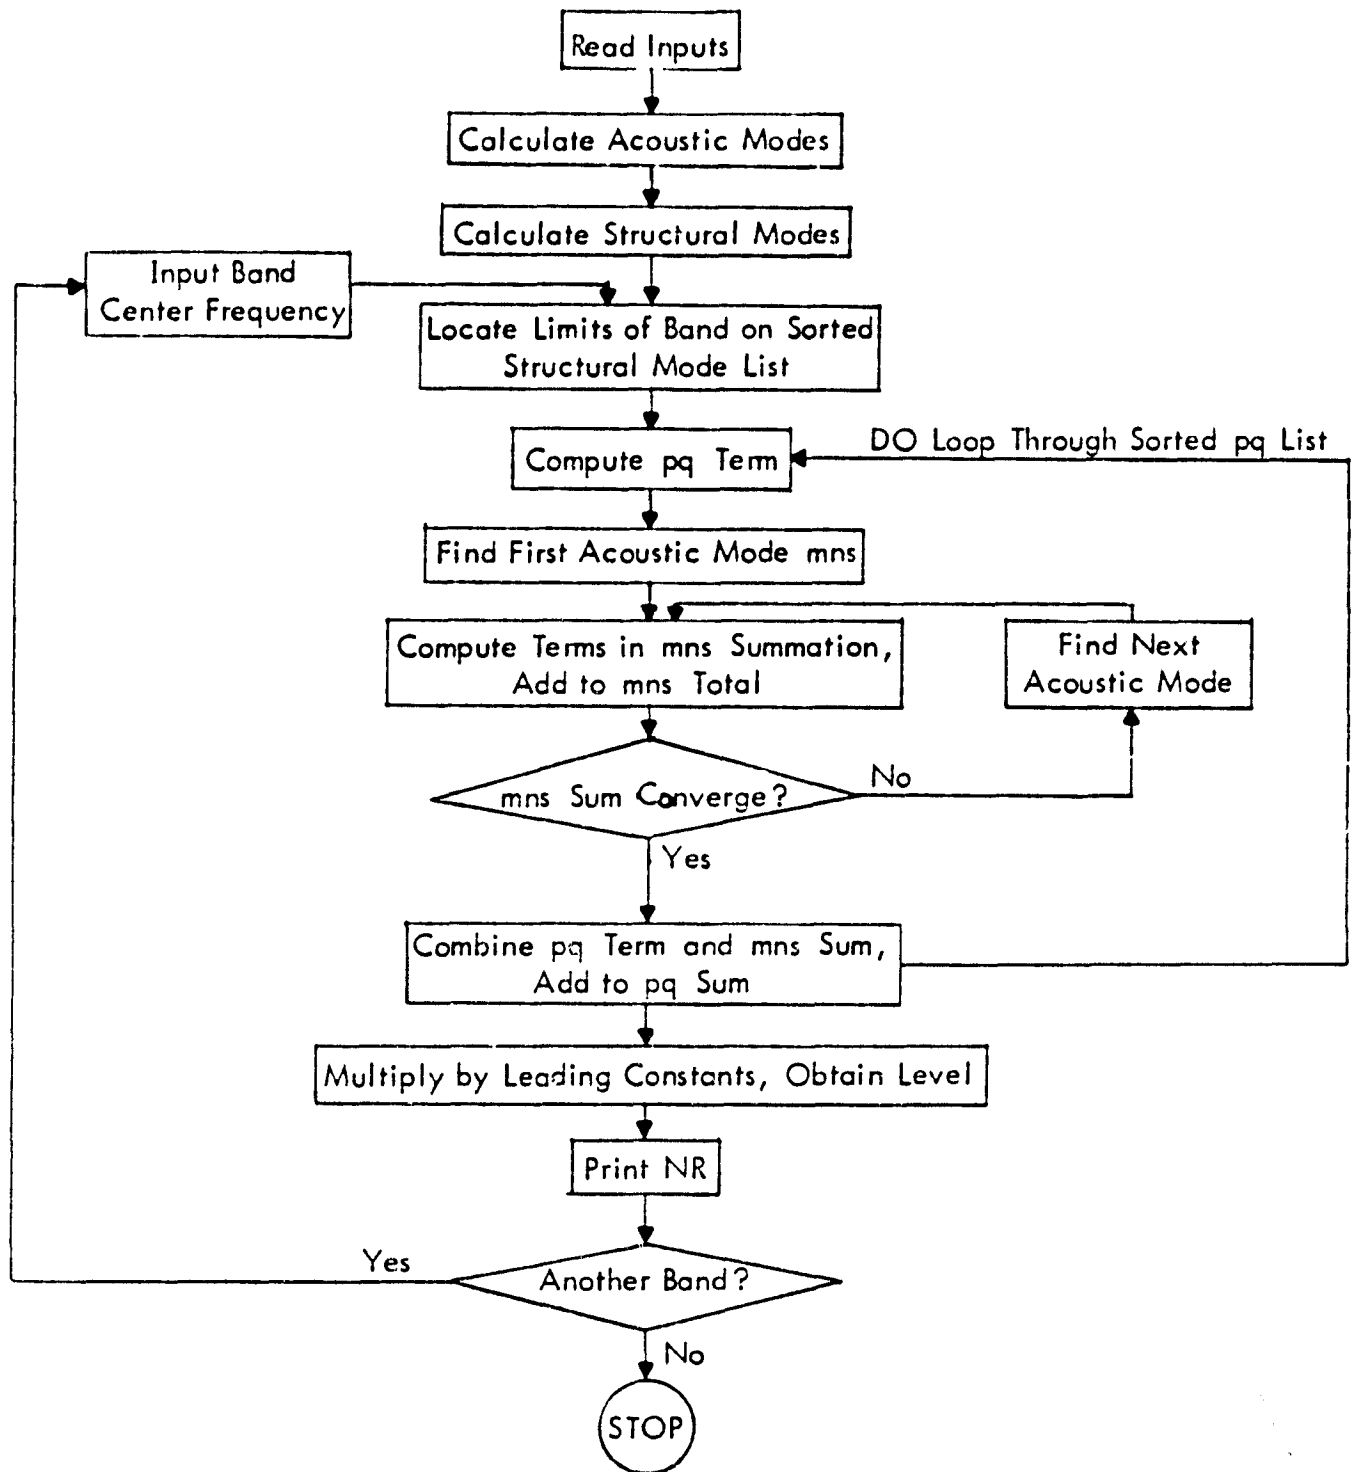 Read Inputs
Calculate Acoustic Modes
Calculate Structural Modes
Input Band
Center Frequency
Locate Limits of Band on Sorted
Structural Mode List
DO Loop Through Sorted pq List
Compute pq Term
Find First Acoustic Mode mns
Compute Terms in mns Summation,
Add to mns Total
Find Next
Acoustic Mode
mns Sum Converge?
No
Yes
Combine pq Term and mns Sum,
Add to pq Sum
Multiply by Leading Constants, Obtain Level
Print NR
Another Band?
Yes
No
STOP